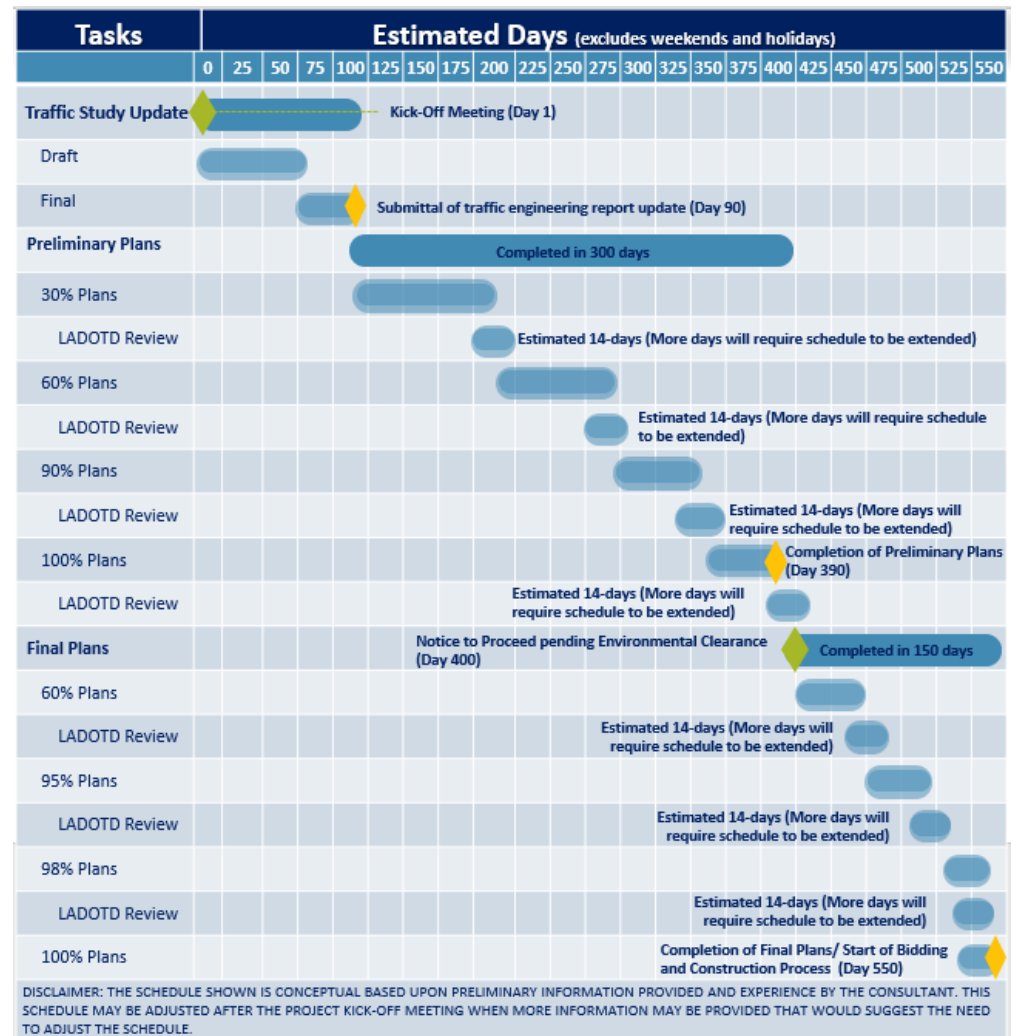 Tasks
Estimated Days (excludes weekends and holidays)
0 25 50 75 100 125 150 175 200 225 250 275 300 325 350 375 400 425 450 475 500 525 550
Traffic Study Update
Kick-Off Meeting (Day 1)
Draft
Final
Submittal of traffic engineering report update (Day 90)
Preliminary Plans
Completed in 300 days
30% Plans
LADOTD Review
Estimated 14-days (More days will require schedule to be extended)
60% Plans
LADOTD Review
Estimated 14-days (More days will require schedule
to be extended)
90% Plans
LADOTD Review
Estimated 14-days (More days will
require schedule to be extended)
100% Plans
Completion of Preliminary Plans
(Day 390)
LADOTD Review
Estimated 14-days (More days will
require schedule to be extended)
Final Plans
Notice to Proceed pending Environmental Clearance
(Day 400)
Completed in 150 days
60% Plans
LADOTD Review
Estimated 14-days (More days will
require schedule to be extended)
95% Plans
LADOTD Review
Estimated 14-days (More days will
require schedule to be extended)
98% Plans
LADOTD Review
Estimated 14-days (More days will
require schedule to be extended)
100% Plans
Completion of Final Plans/ Start of Bidding
and Construction Process (Day 550)
DISCLAIMER: THE SCHEDULE SHOWN IS CONCEPTUAL BASED UPON PRELIMINARY INFORMATION PROVIDED AND EXPERIENCE BY THE CONSULTANT. THIS
SCHEDULE MAY BE ADJUSTED AFTER THE PROJECT KICK-OFF MEETING WHEN MORE INFORMATION MAY BE PROVIDED THAT WOULD SUGGEST THE NEED
TO ADJUST THE SCHEDULE.